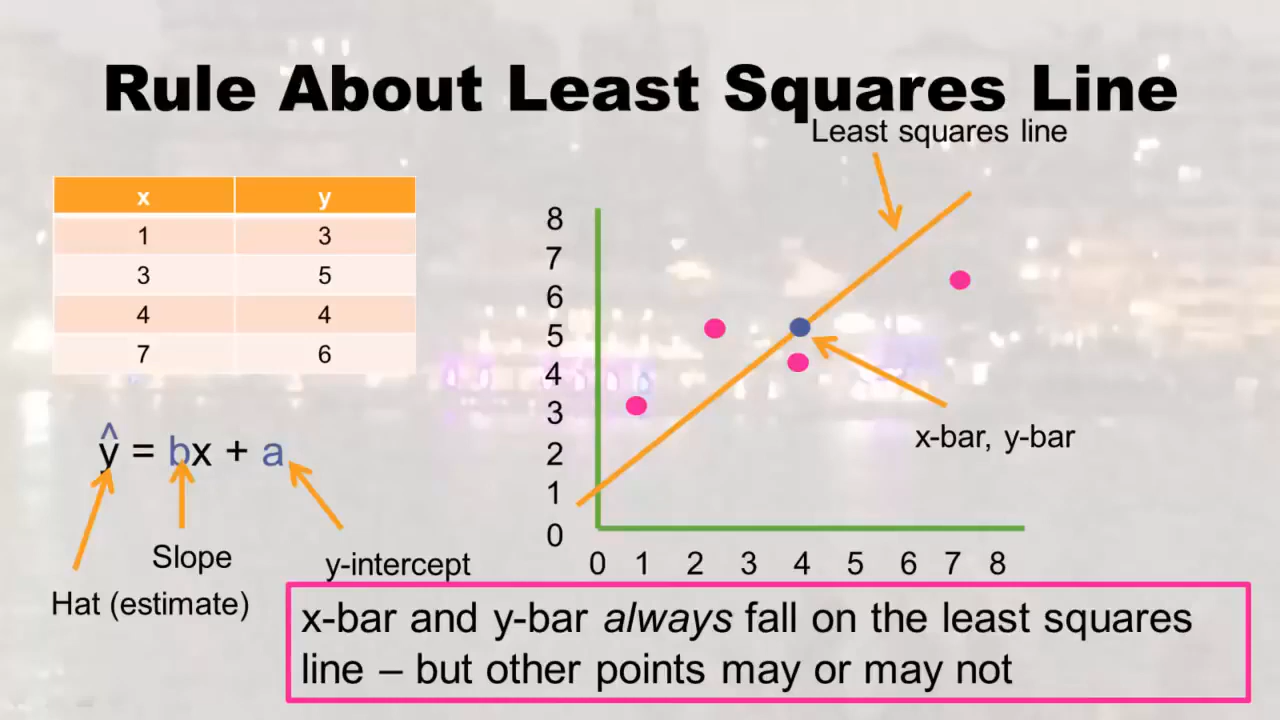 Rule About Least Squares Line
Least squares line
x y
1 3
3 5
4 4
7 6
^
y = bx + a
Slope
y-intercept
Hat (estimate)
8
7
6
5
4
3
2
1
0
0 1 2 3 4 5 6 7 8
x-bar, y-bar
x-bar and y-bar always fall on the least squares
line – but other points may or may not